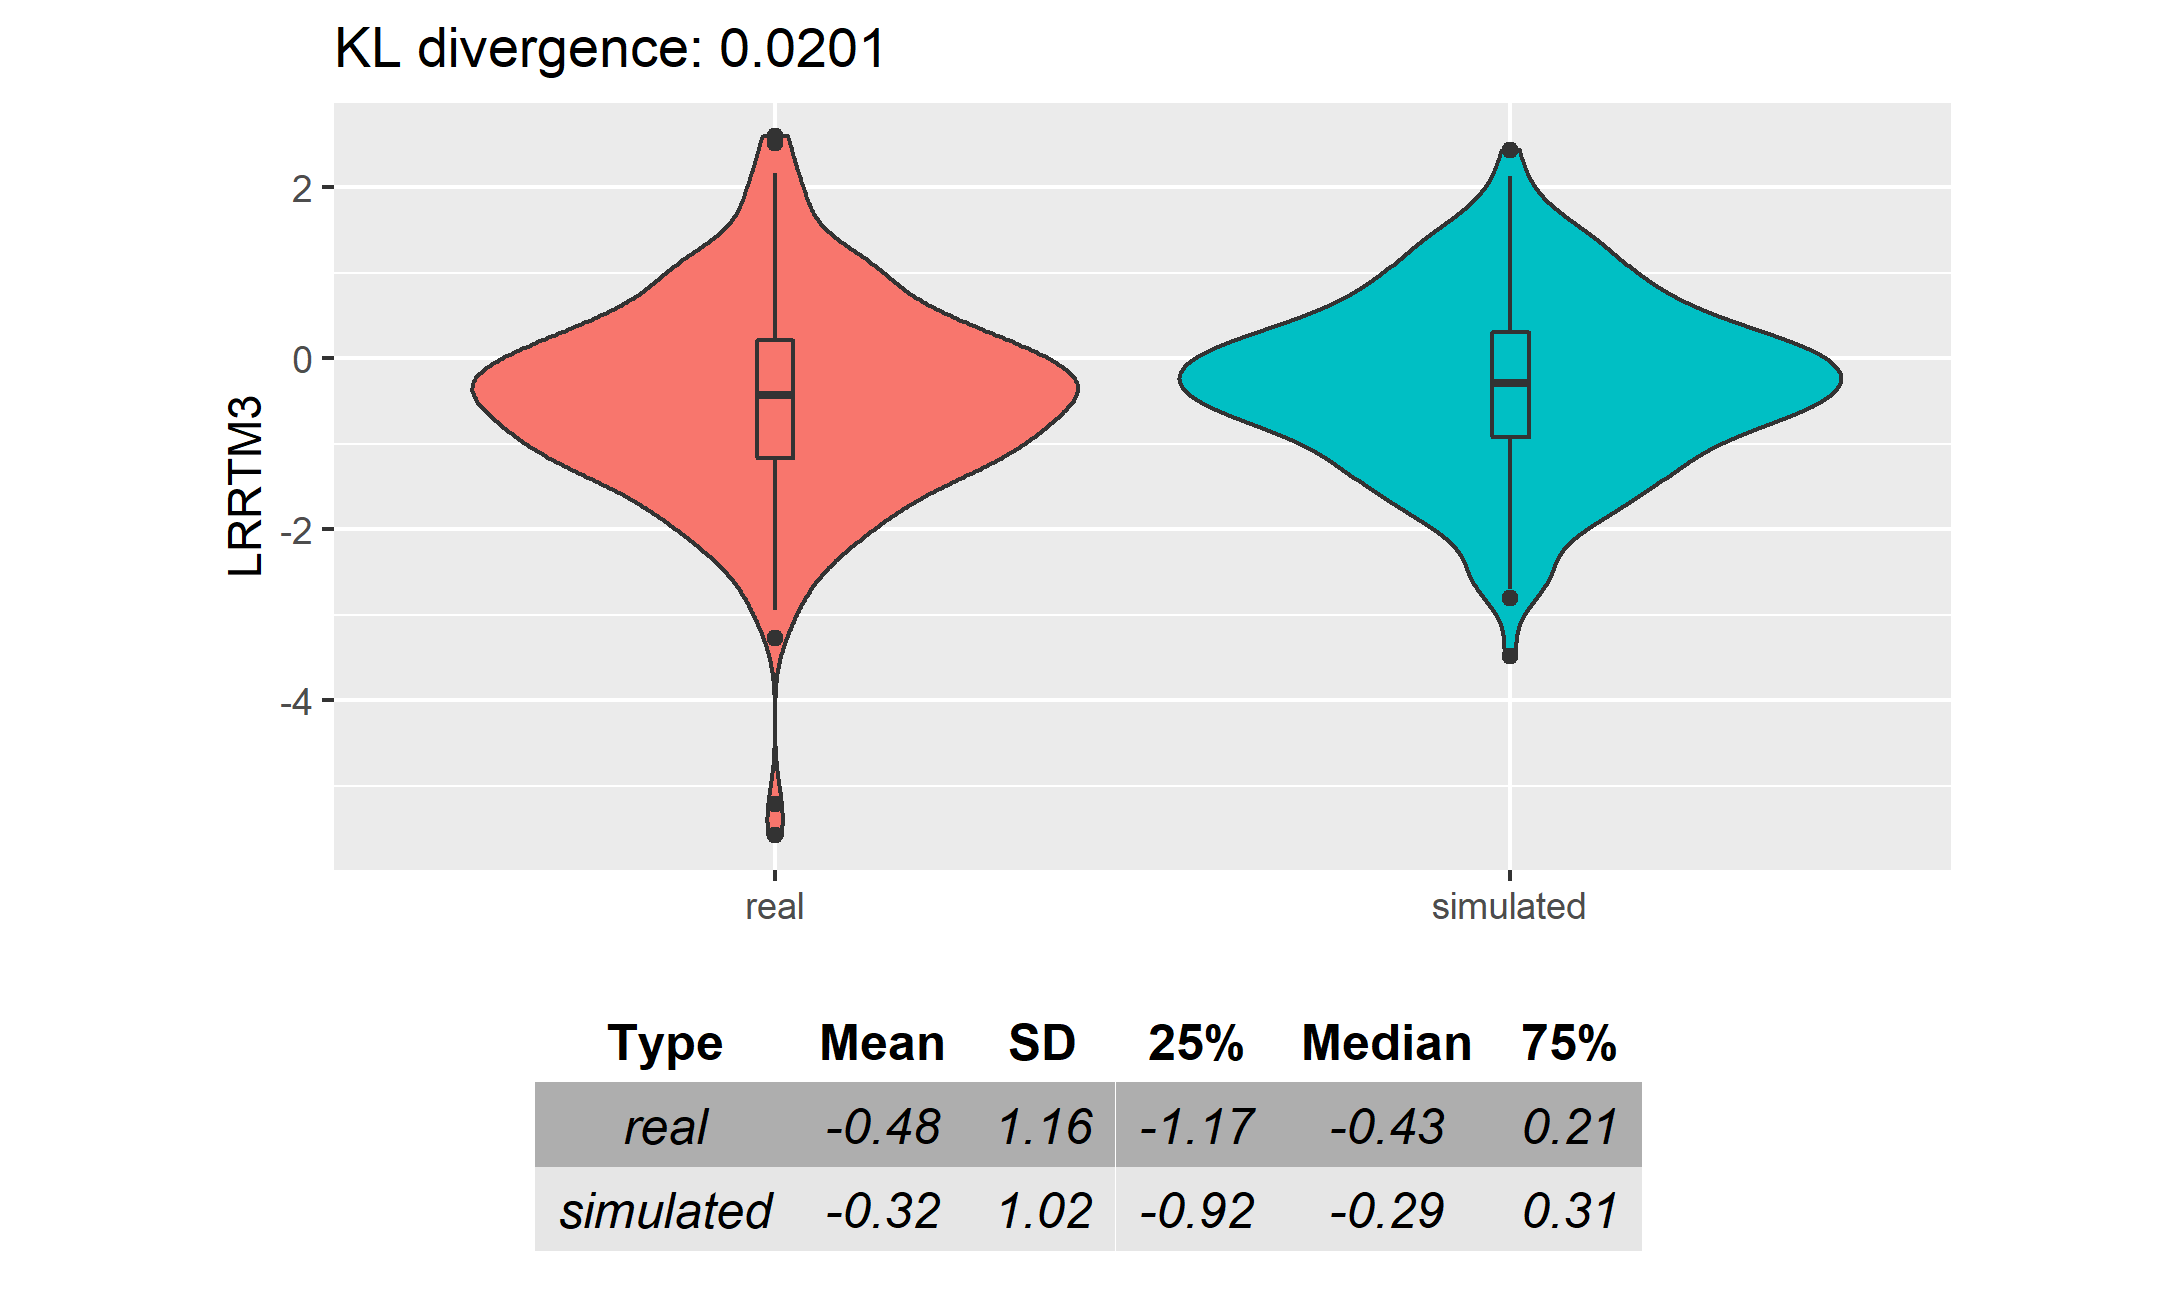 KL divergence: 0.0201
LRRTM3
2
0
-2
-4
real simulated
Type Mean SD 25% Median 75%
real -0.48 1.16 -1.17 -0.43 0.21
simulated -0.32 1.02 -0.92 -0.29 0.31